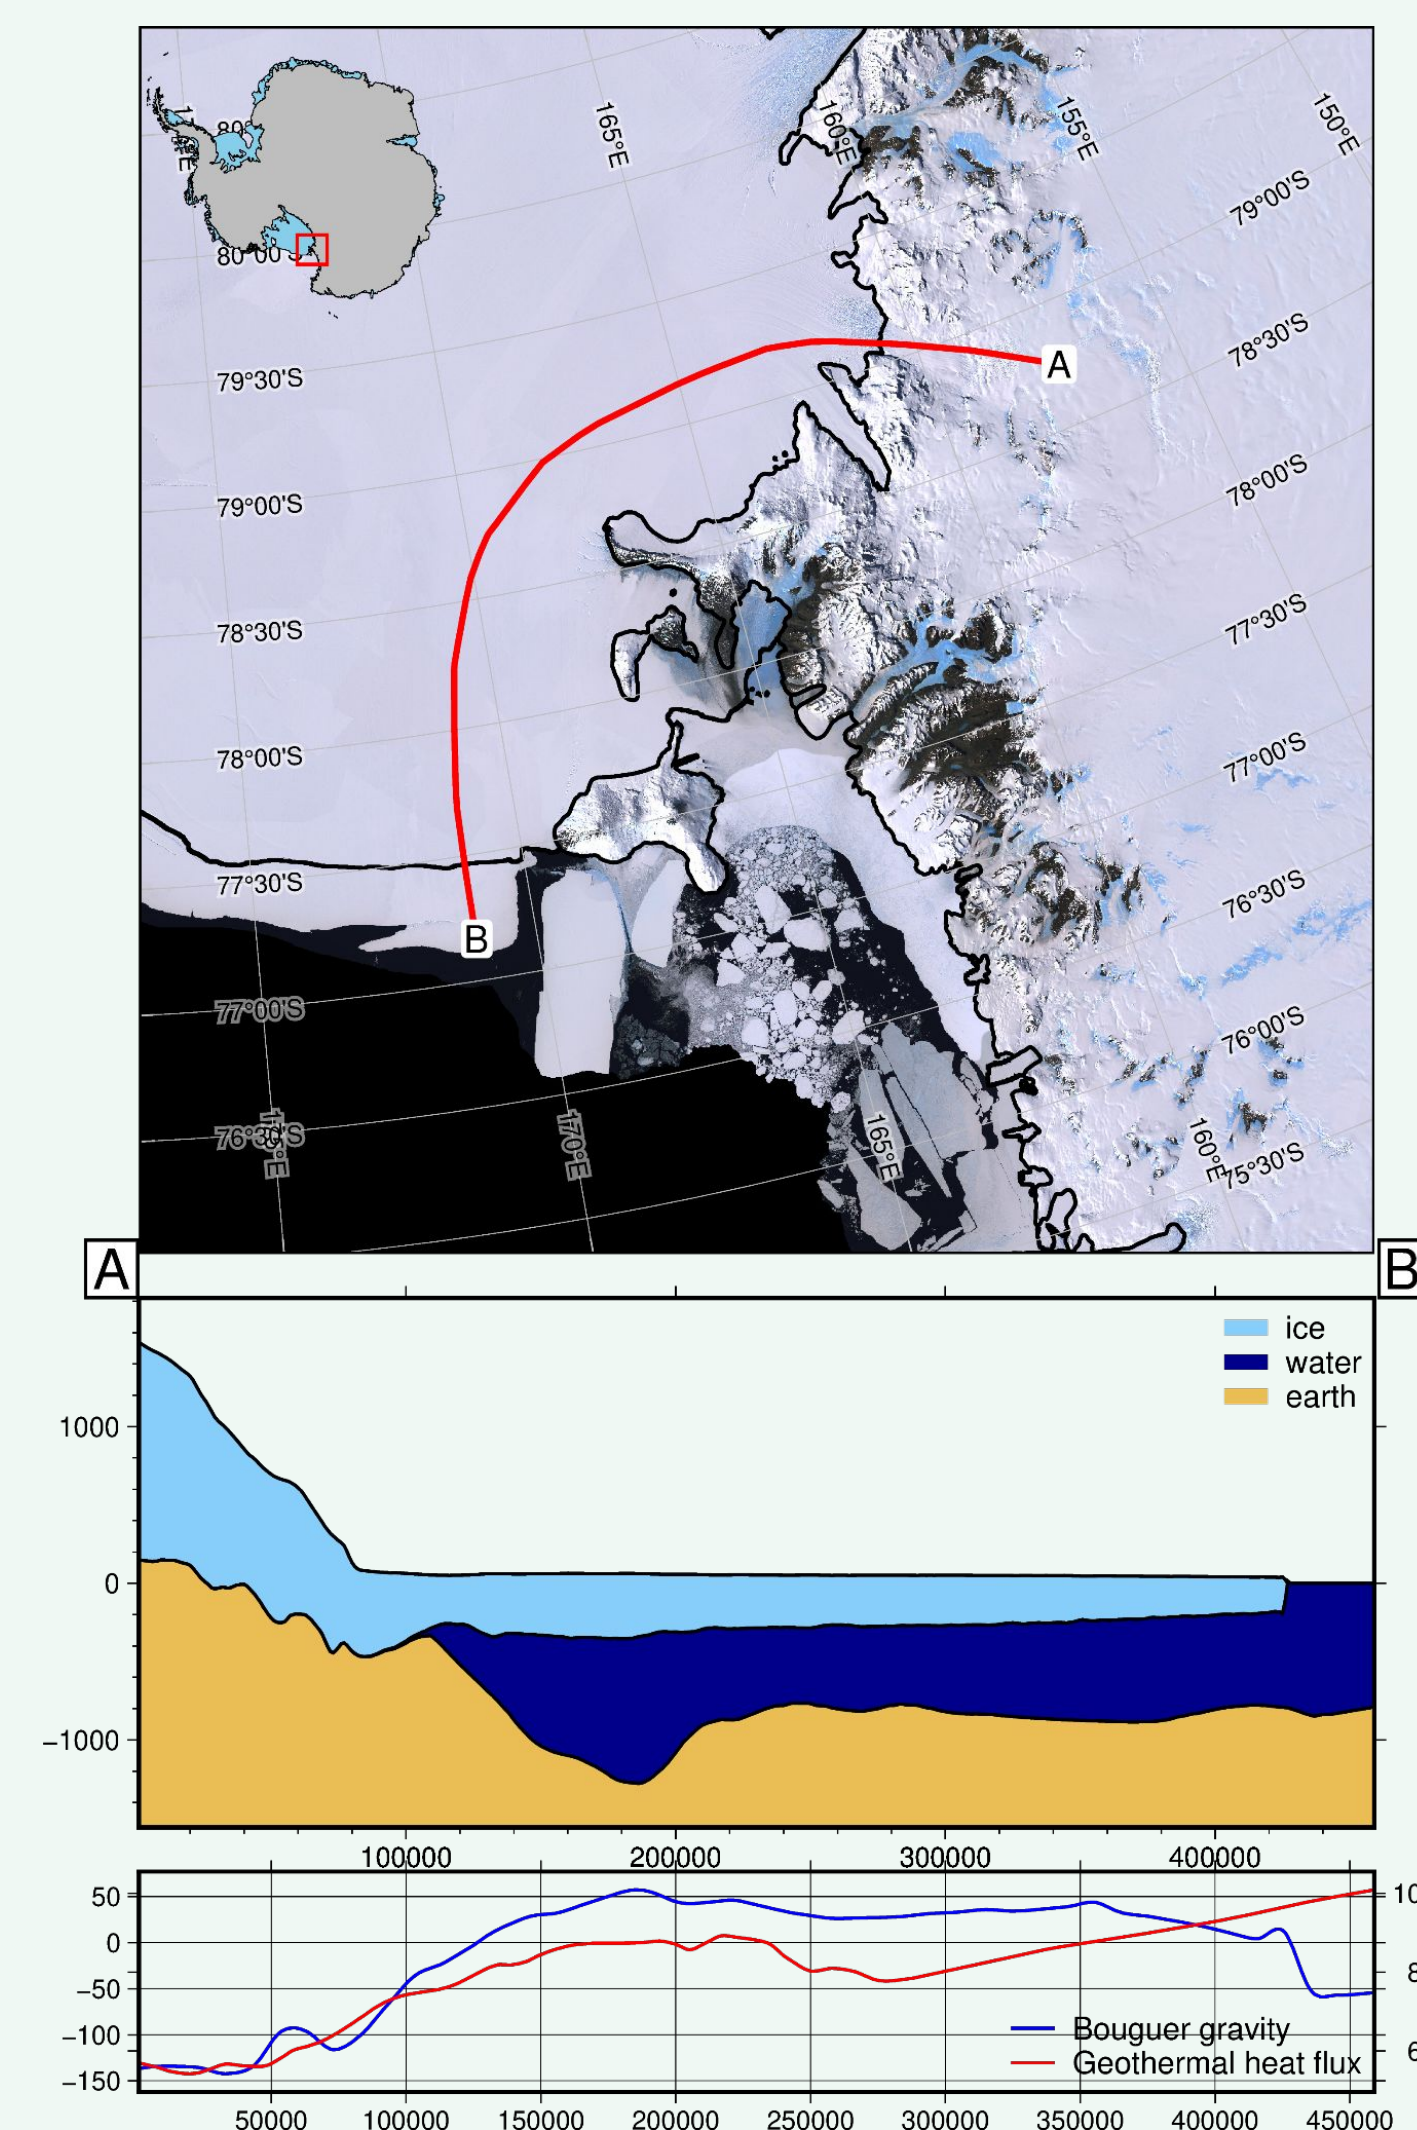 165°E
160°E
155°E
150°E
79°00'S
78°30'S
78°00'S
77°30'S
77°00'S
76°30'S
76°00'S
75°30'S
80°00'S
79°30'S
79°00'S
78°30'S
78°00'S
77°30'S
77°00'S
76°30'S
170°E
165°E
160°E
A
B
A
B
ice
water
earth
1000
0
−1000
100000
200000
300000
400000
50
0
−50
−100
−150
10
8
6
Bouguer gravity
Geothermal heat flux
50000
100000
150000
200000
250000
300000
350000
400000
450000